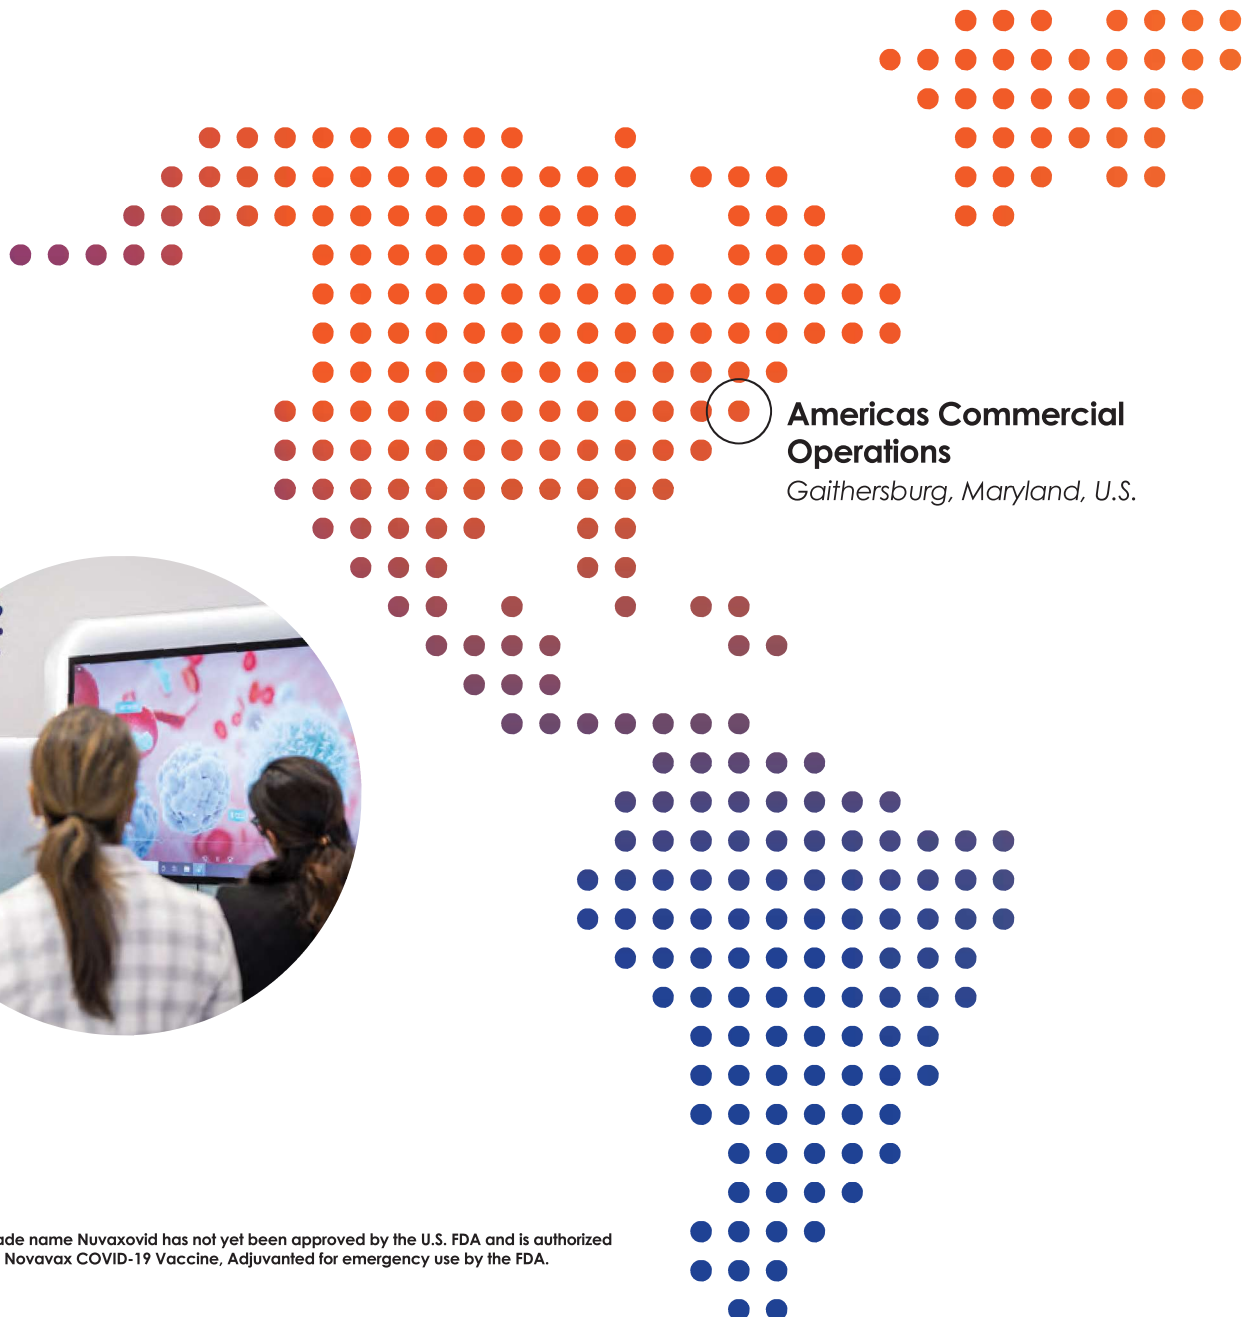 Americas Commercial
Operations
Gaithersburg, Maryland, U.S.
name Nuvaxovid has not yet been approved by the U.S. FDA and is authorized
Novavax COVID-19 Vaccine, Adjuvanted for emergency use by the FDA.